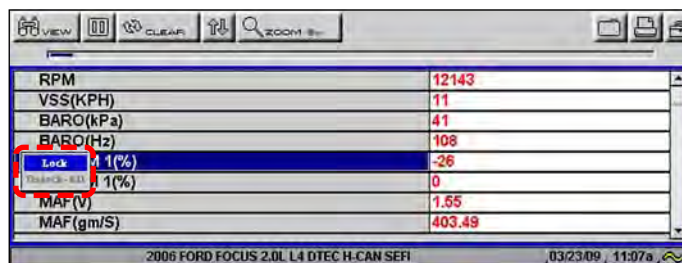 VIEW CLEAR ZOOM
RPM 12143
VSS(KPH) 11
BARO(kPa) 41
BARO(Hz) 108
Lock M 1(%) -26
Unlock-All M 1(%) 0
MAF(V) 1.55
MAF(gm/S) 403.49
2006 FORD FOCUS 2.0L L4 DTEC H-CAN SEFI 03/23/09 , 11:07a